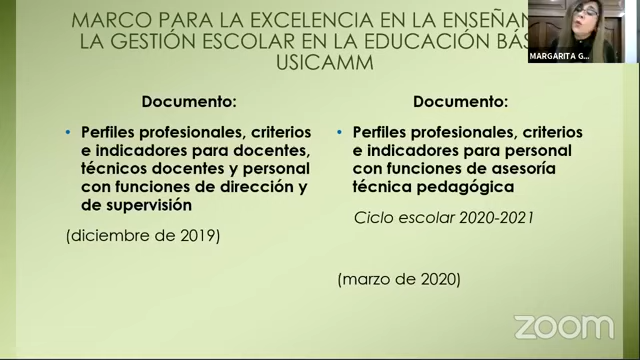 MARCO PARA LA EXCELENCIA EN LA
LA GESTIÓN ESCOLAR EN LA EDUCACIÓN
USICAMM
MARGARITA G...
Documento:
• Perfiles profesionales, criterios
e indicadores para docentes,
técnicos docentes y personal
con funciones de dirección y
de supervisión
(diciembre de 2019)
Documento:
• Perfiles profesionales, criterios
e indicadores para personal
con funciones de asesoría
técnica pedagógica
Ciclo escolar 2020-2021
(marzo de 2020)
zoom